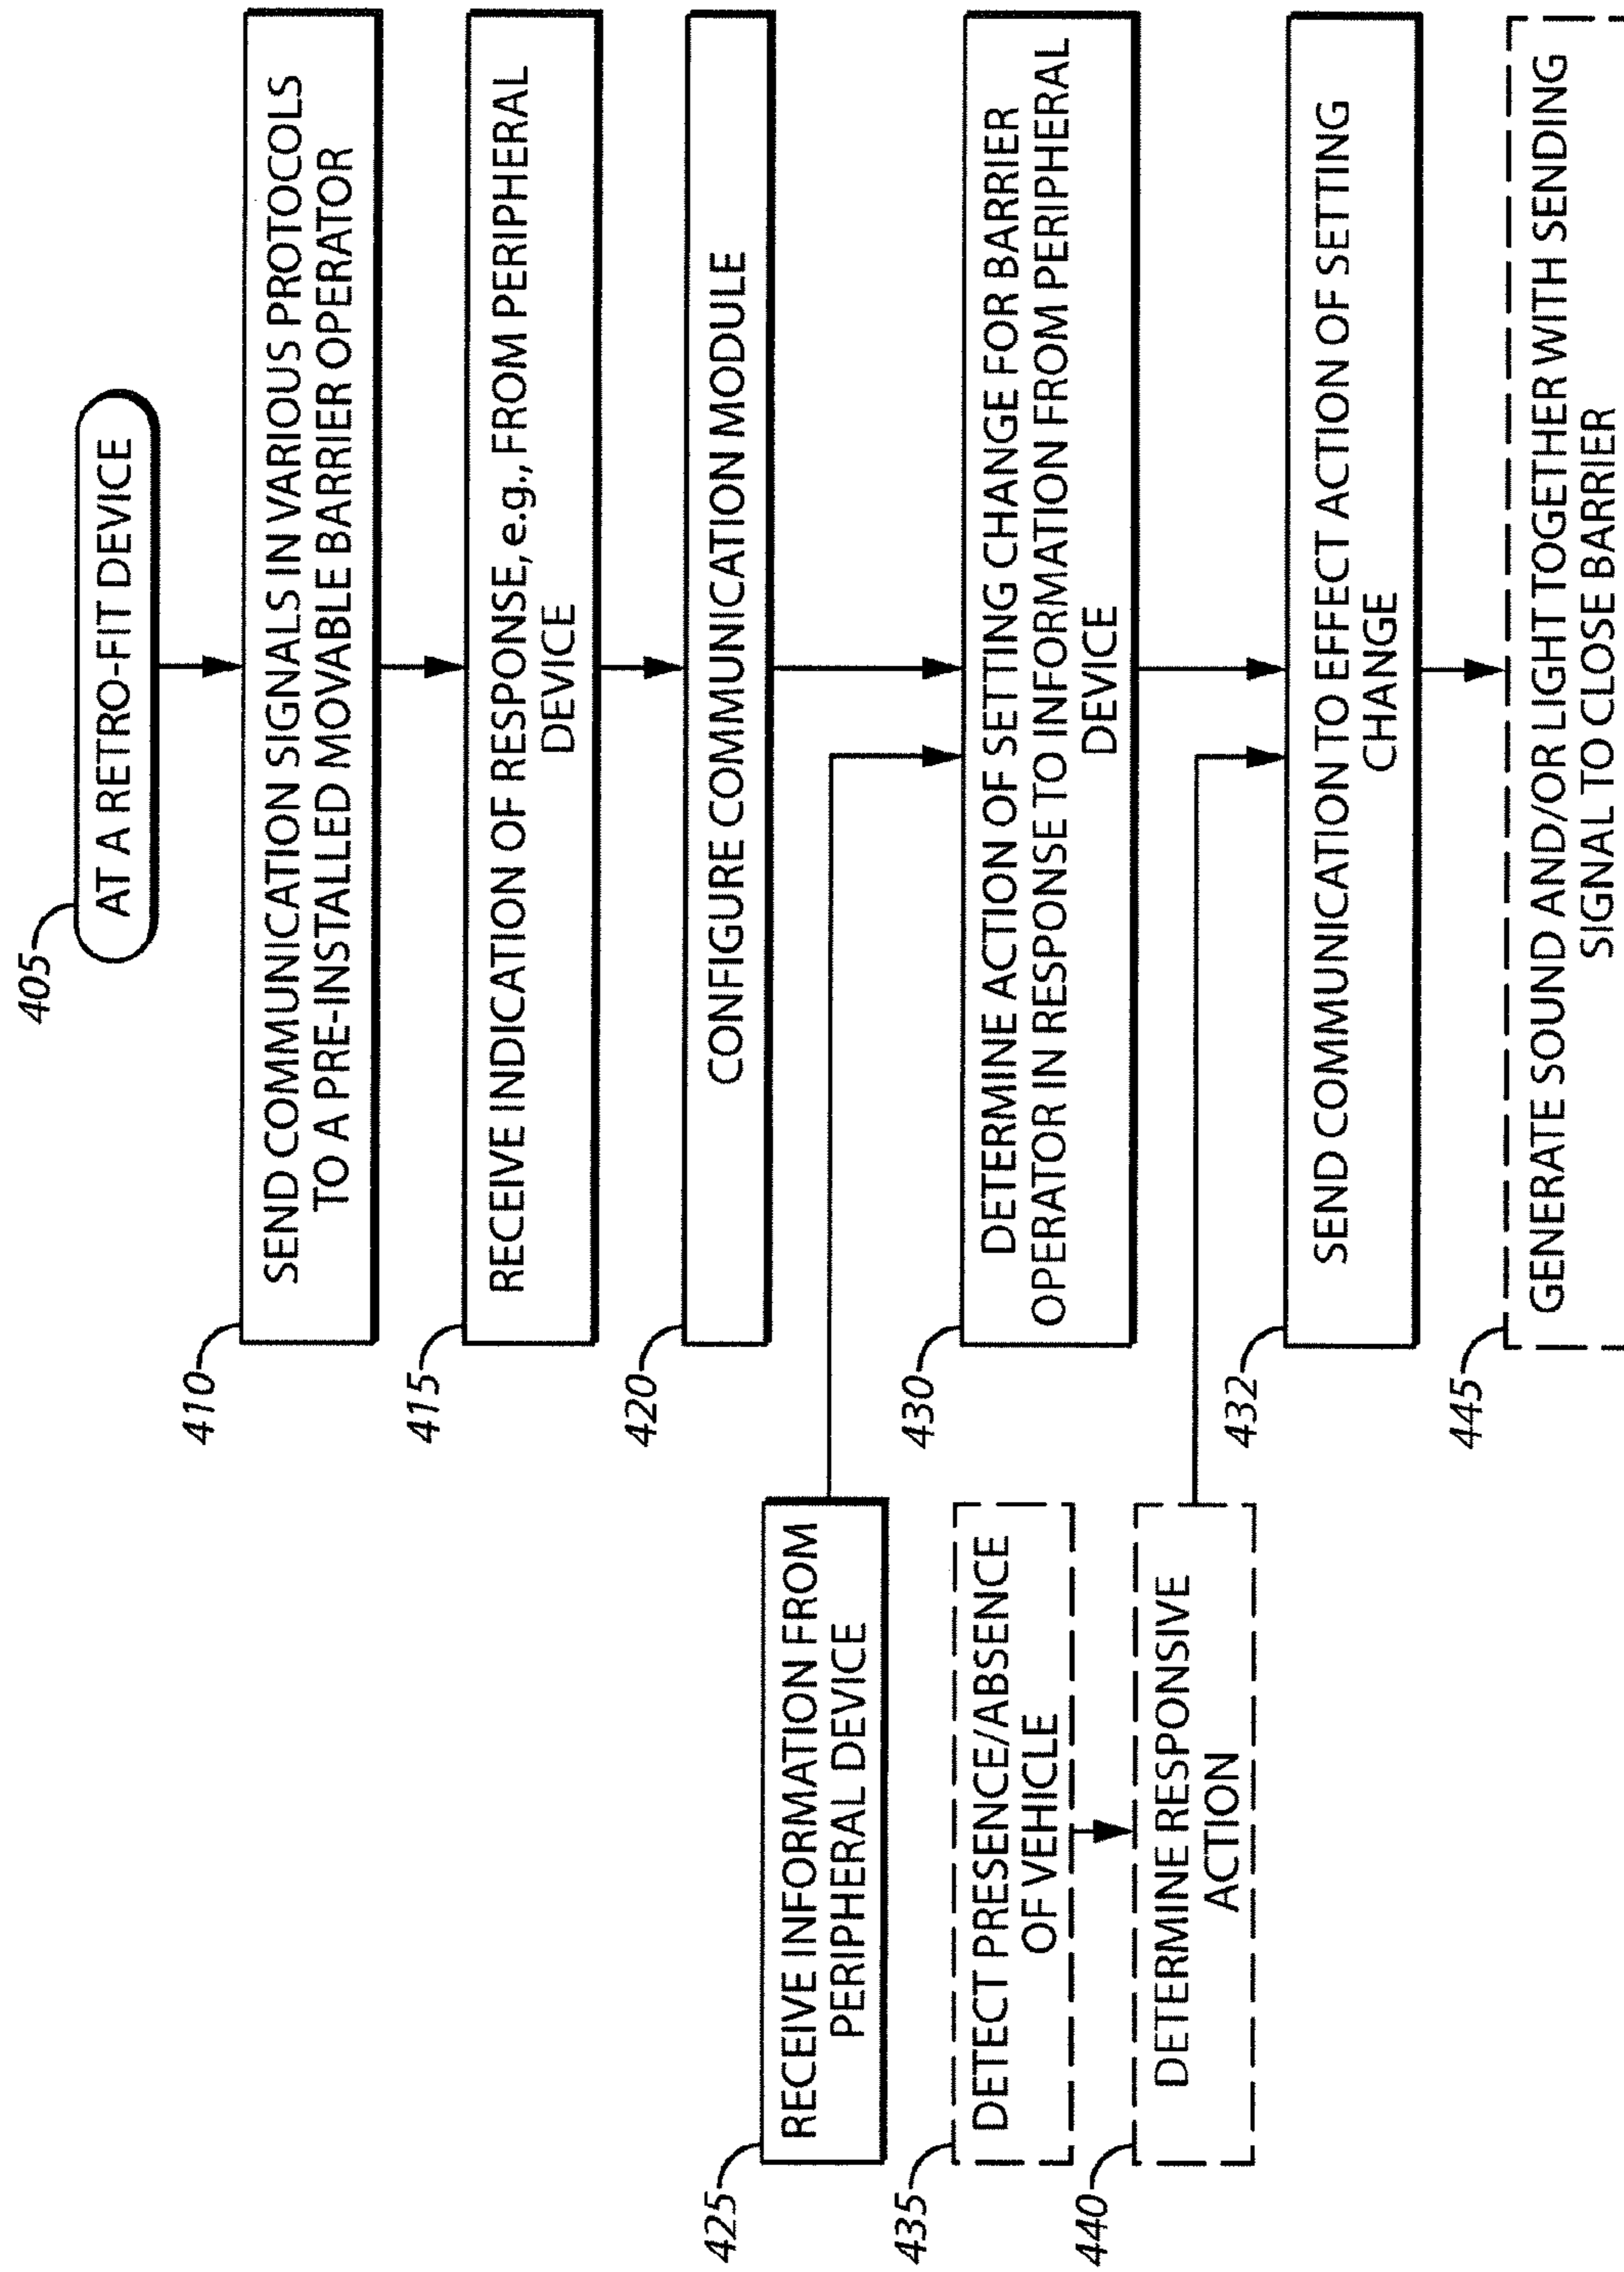 405
AT A RETRO-FIT DEVICE
410
SEND COMMUNICATION SIGNALS IN VARIOUS PROTOCOLS
TO A PRE-INSTALLED MOVABLE BARRIER OPERATOR
415
RECEIVE INDICATION OF RESPONSE, e.g., FROM PERIPHERAL
DEVICE
420
CONFIGURE COMMUNICATION MODULE
425
RECEIVE INFORMATION FROM
PERIPHERAL DEVICE
430
DETERMINE ACTION OF SETTING CHANGE FOR BARRIER
OPERATOR IN RESPONSE TO INFORMATION FROM PERIPHERAL
DEVICE
435
DETECT PRESENCE/ABSENCE
OF VEHICLE
440
DETERMINE RESPONSIVE
ACTION
432
SEND COMMUNICATION TO EFFECT ACTION OF SETTING
CHANGE
445
GENERATE SOUND AND/OR LIGHT TOGETHER WITH SENDING
SIGNAL TO CLOSE BARRIER